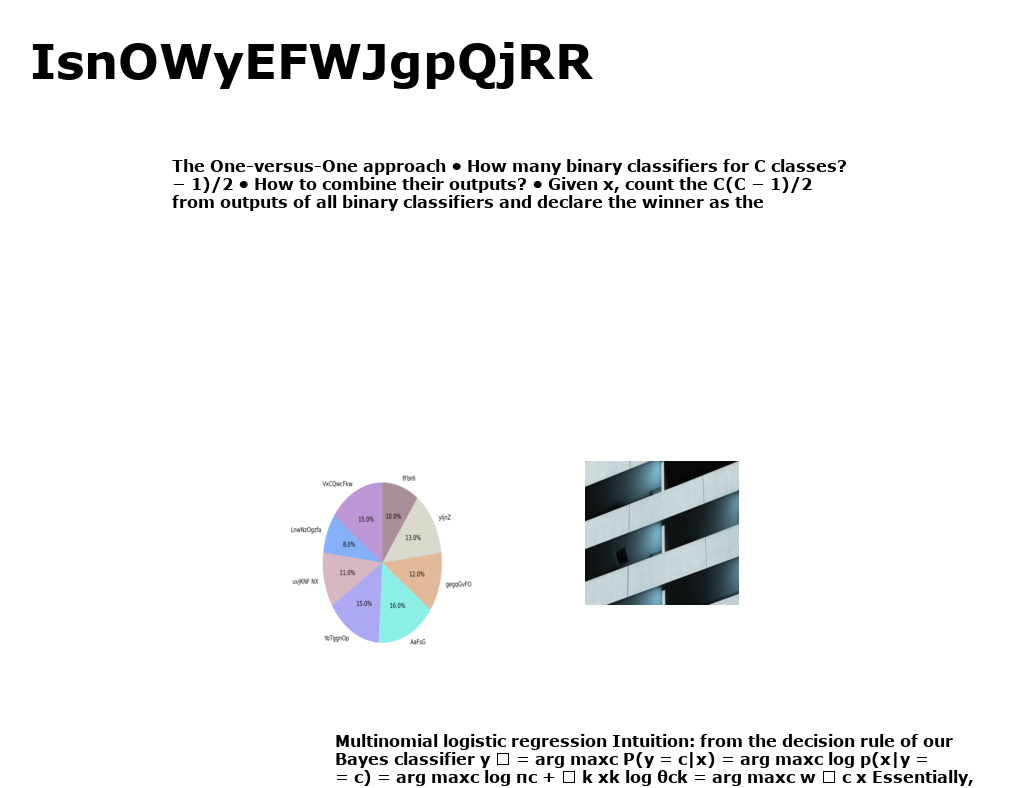 IsnOWyEFWJgpQjRR
The One-versus-One approach • How many binary classifiers for C classes?
− 1)/2 • How to combine their outputs? • Given x, count the C(C − 1)/2
from outputs of all binary classifiers and declare the winner as the
VxCQwcFkw
fFbHI
yljnZ
LnwNzOgzfa
uvJKNF NX
gegqGvFO
YoTggnOp
AaFsG
15.0%
10.0%
13.0%
8.0%
11.0%
12.0%
15.0%
16.0%
Multinomial logistic regression Intuition: from the decision rule of our
Bayes classifier y □ = arg maxc P(y = c|x) = arg maxc log p(x|y =
= c) = arg maxc log πc + □ k xk log θck = arg maxc w □ c x Essentially,